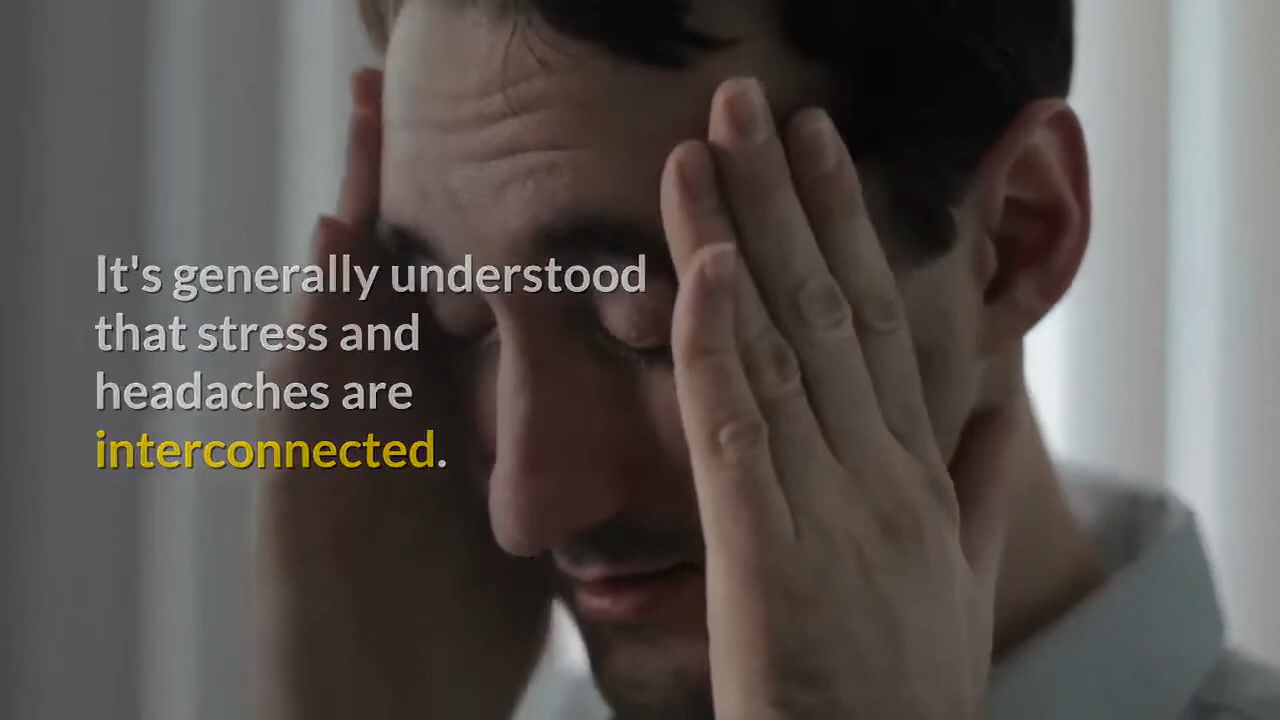 It's generally understood
that stress and
headaches are
interconnected.